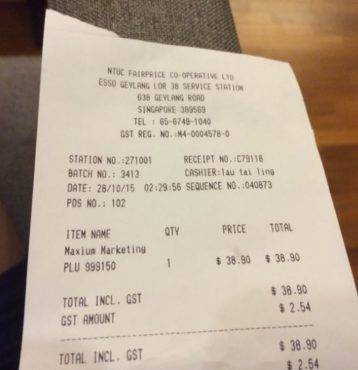 NTUC FAIRPRICE CO-OPERATIVE LTD
ESSO GEYLANG LOR 38 SERVICE STATION
638 GEYLANG ROAD
SINGAPORE 389569
TEL : 65-6749-1040
GST REG. NO.:M4-0004578-0
STATION NO.:271001 RECEIPT NO.:C79118
BATCH NO.: 3413 CASHIER:lau tai ling
DATE: 28/10/15 02:29:56 SEQUENCE NO.:040873
POS NO.: 102
ITEM NAME QTY PRICE TOTAL
Maxium Marketing
PLU 999150 1 $ 38.90 $ 38.90
TOTAL INCL. GST $ 38.90
GST AMOUNT $ 2.54
TOTAL INCL. GST $ 38.90
$ 2.54